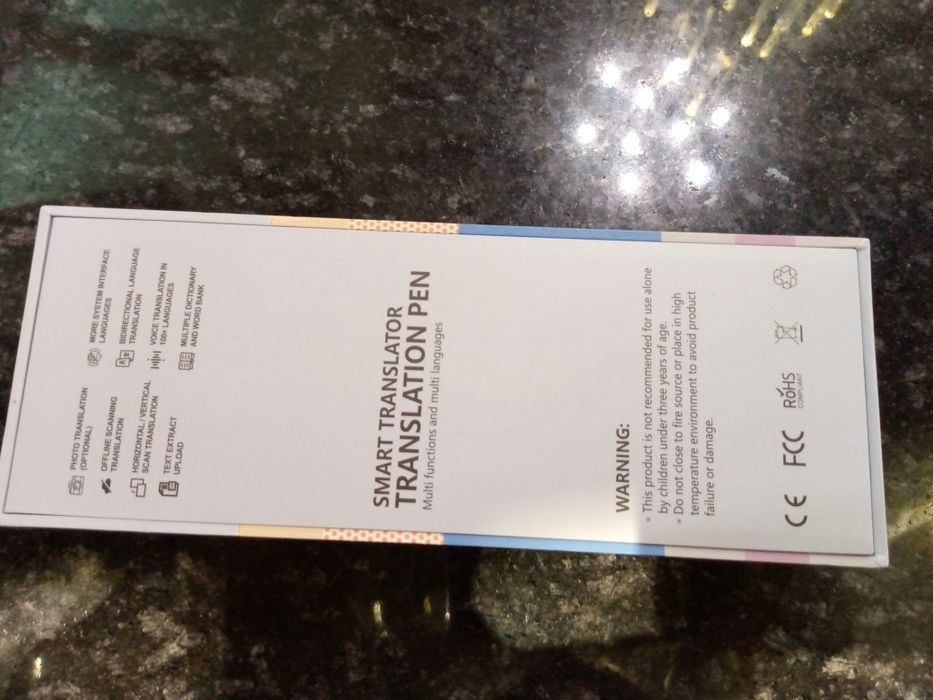 PHOTO TRANSLATION
(OPTIONAL)
OFFLINE SCANNING
TRANSLATION
HORIZONTAL / VERTICAL
SCAN TRANSLATION
TEXT EXTRACT
UPLOAD
MORE SYSTEM INTERFACE
LANGUAGES
BIDIRECTIONAL LANGUAGE
TRANSLATION
VOICE TRANSLATION IN
100+ LANGUAGES
MULTIPLE DICTIONARY
AND WORD BANK
SMART TRANSLATOR
TRANSLATION PEN
Multi functions and multi languages
WARNING:
• This product is not recommended for use alone
by children under three years of age.
• Do not close to fire source or place in high
temperature environment to avoid product
failure or damage.
CE FCC RoHS
COMPLIANT